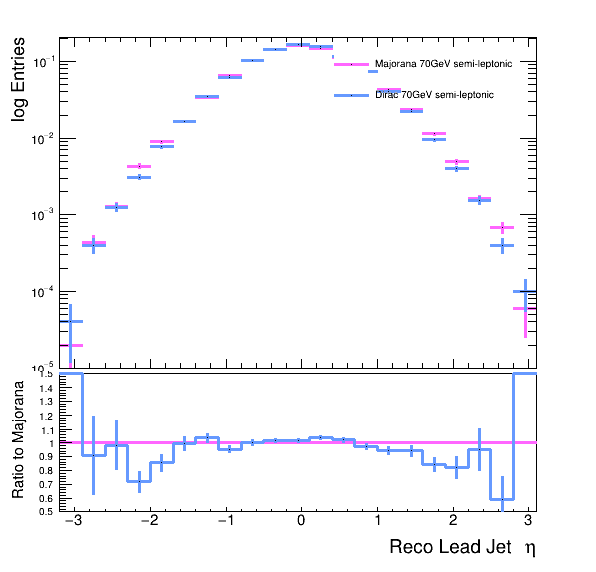 log Entries
Majorana 70GeV semi-leptonic
Dirac 70GeV semi-leptonic
10⁻¹
10⁻²
10⁻³
10⁻⁴
10⁻⁵
Ratio to Majorana
1.5
1.4
1.3
1.2
1.1
1
0.9
0.8
0.7
0.6
0.5
−3 −2 −1 0 1 2 3
Reco Lead Jet η